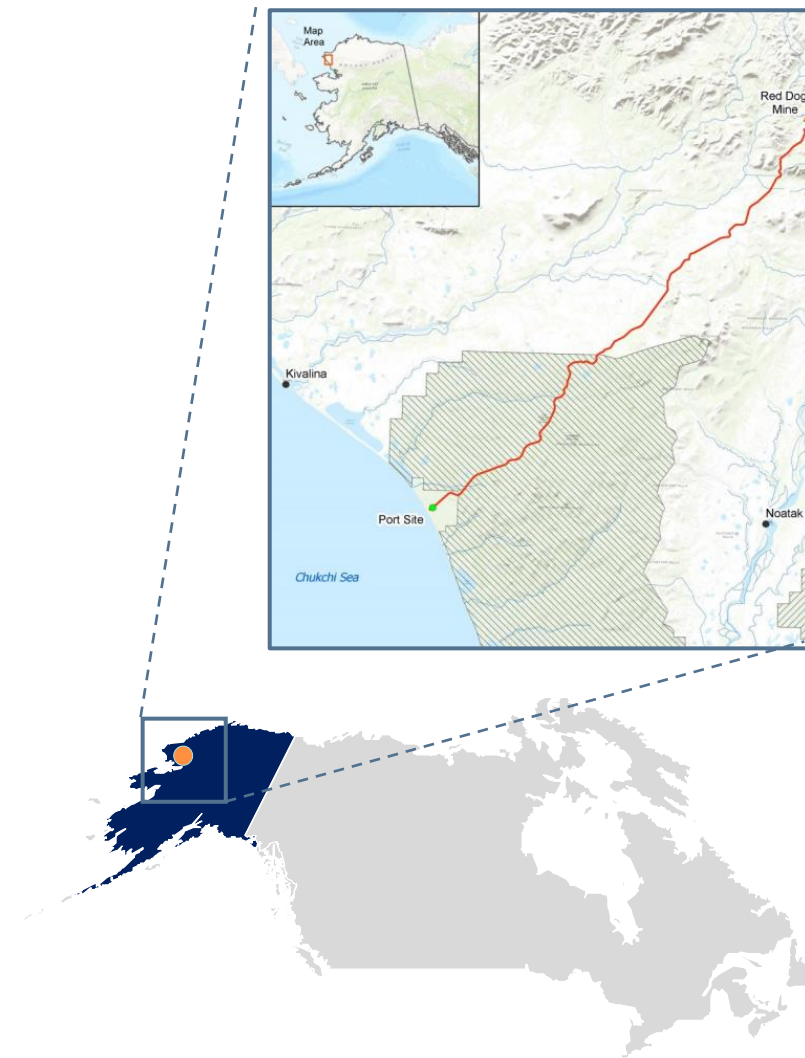 Map
Area
Red Dog
Mine
Kivalina
Port Site
Noatak
Chukchi Sea